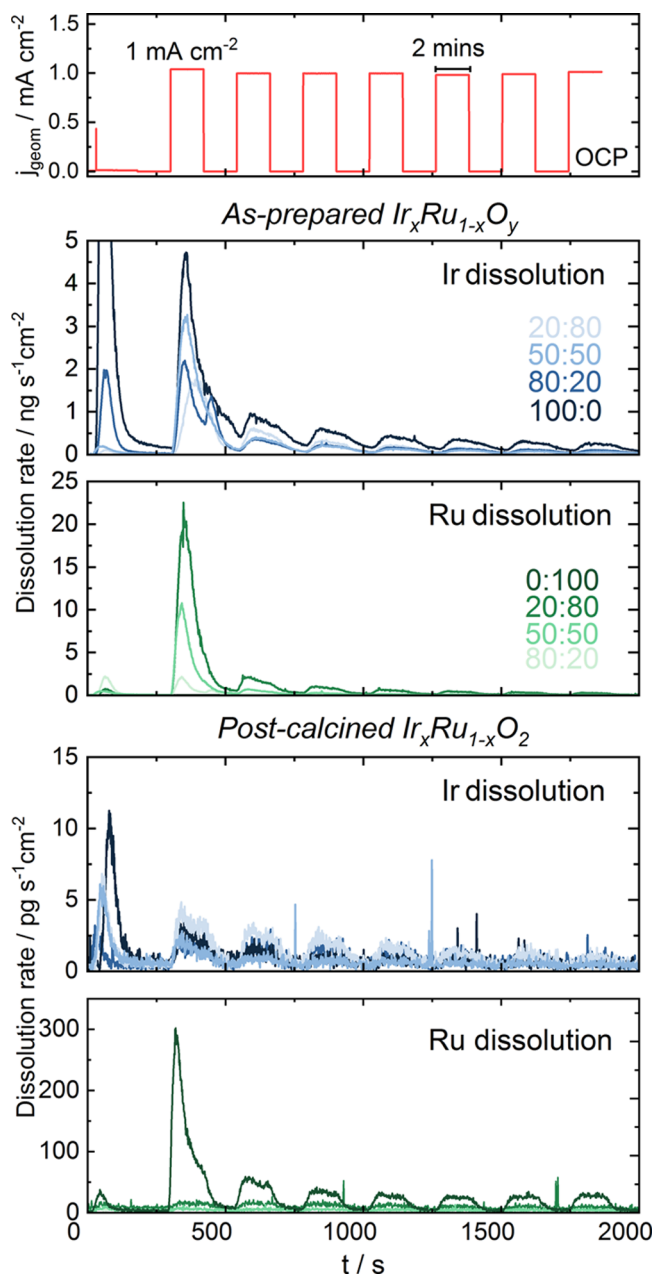 1 mA cm-2
2 mins
1.0
0.5
0.0
jgeom / mA cm-2
OCP
As-prepared IrxRu1-xOy
5
4
3
2
1
0
Ir dissolution
20:80
50:50
80:20
100:0
Dissolution rate / ng s-1cm-2
25
20
15
10
5
0
Ru dissolution
0:100
20:80
50:50
80:20
Post-calcined IrxRu1-xO2
15
10
5
0
Ir dissolution
Dissolution rate / pg s-1cm-2
300
200
100
0
Ru dissolution
0 500 1000 1500 2000
t / s